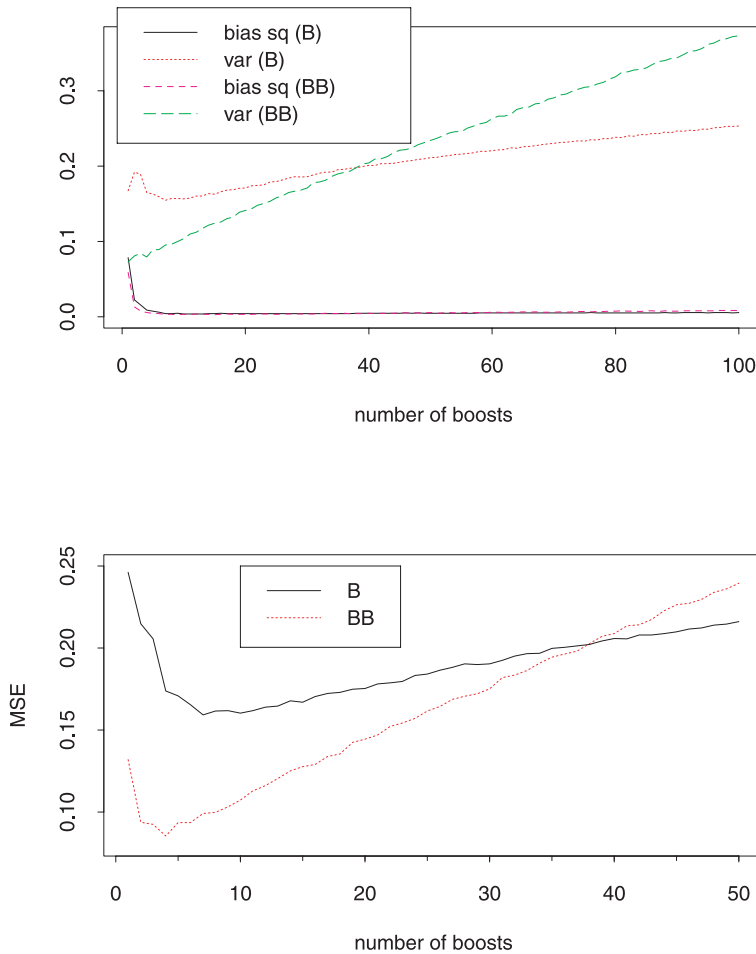 bias sq (B)
var (B)
bias sq (BB)
var (BB)
0.3
0.2
0.1
0.0
0 20 40 60 80 100
number of boosts
B
BB
0.25
0.20
0.15
0.10
MSE
0 10 20 30 40 50
number of boosts